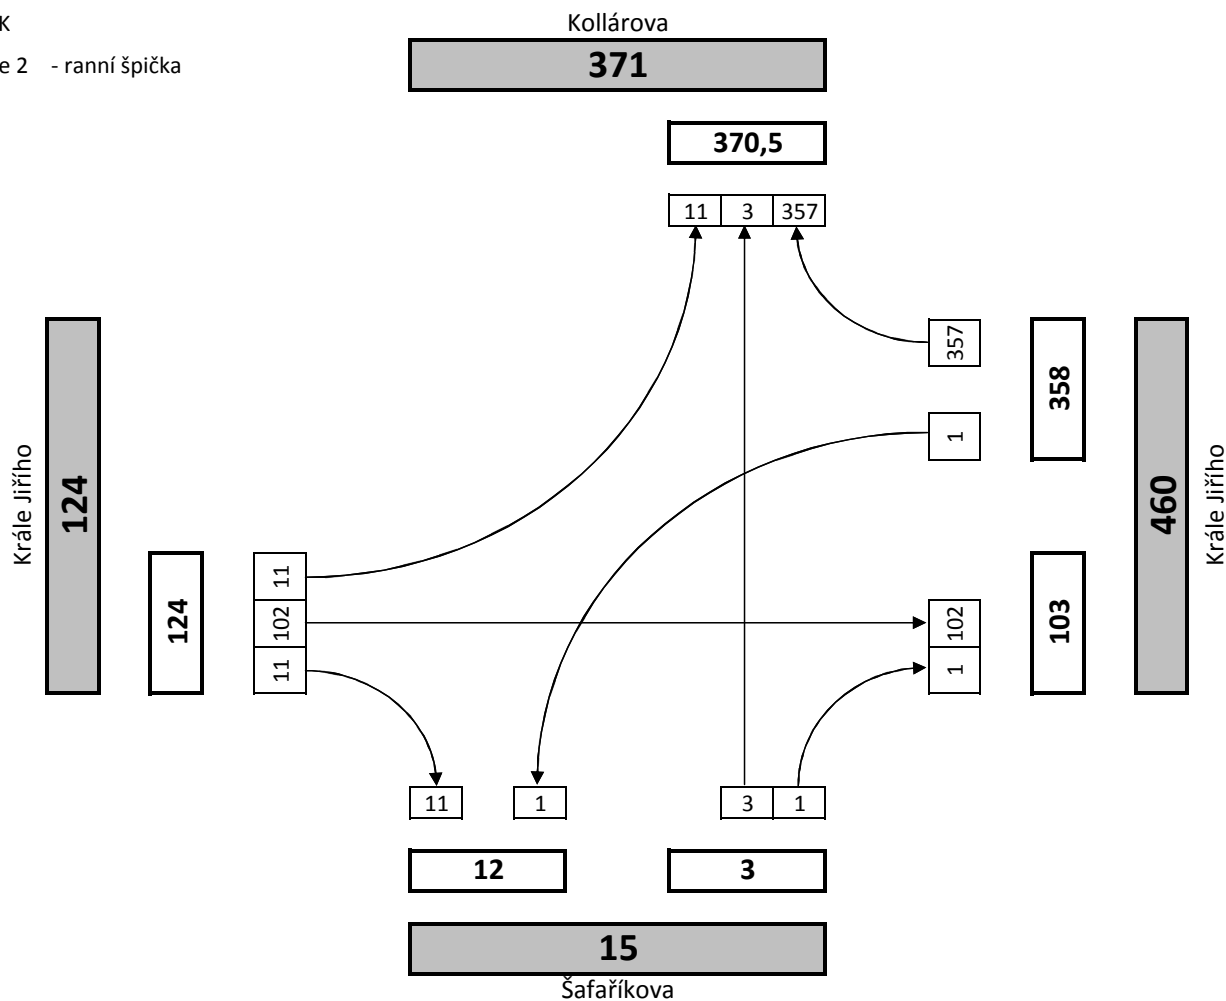 K
e 2 - ranní špička
Kollárova
371
370,5
11 3 357
357
358
1
Krále Jiřího
124
460
Krále Jiřího
124
11
102
11
102
1
103
11 1 3 1
12 3
15
Šafaříkova